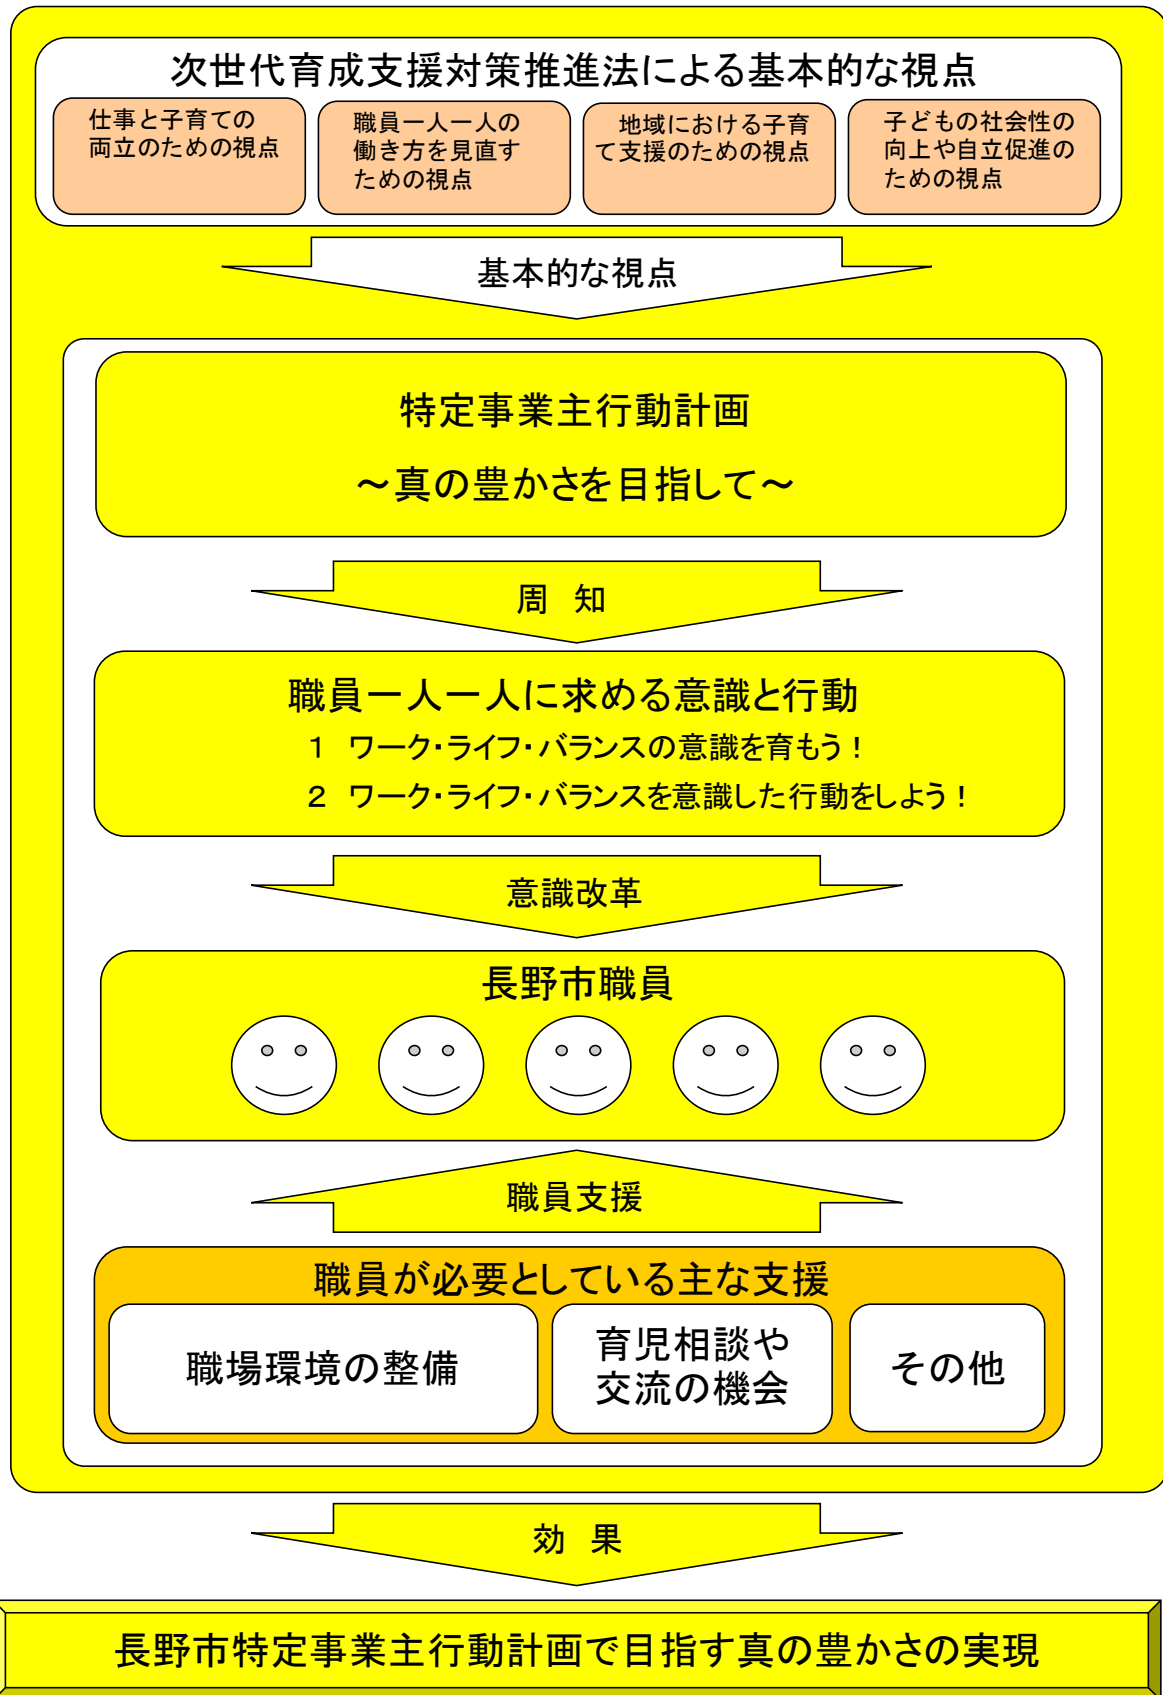 次世代育成支援対策推進法による基本的な視点
仕事と子育ての
両立のための視点
職員一人一人の
働き方を見直す
ための視点
地域における子育
て支援のための視点
子どもの社会性の
向上や自立促進の
ための視点
基本的な視点
特定事業主行動計画
～真の豊かさを目指して～
周　知
職員一人一人に求める意識と行動
１　ワーク・ライフ・バランスの意識を育もう！
２　ワーク・ライフ・バランスを意識した行動をしよう！
意識改革
長野市職員
職員支援
職員が必要としている主な支援
職場環境の整備
育児相談や
交流の機会
その他
効　果
長野市特定事業主行動計画で目指す真の豊かさの実現